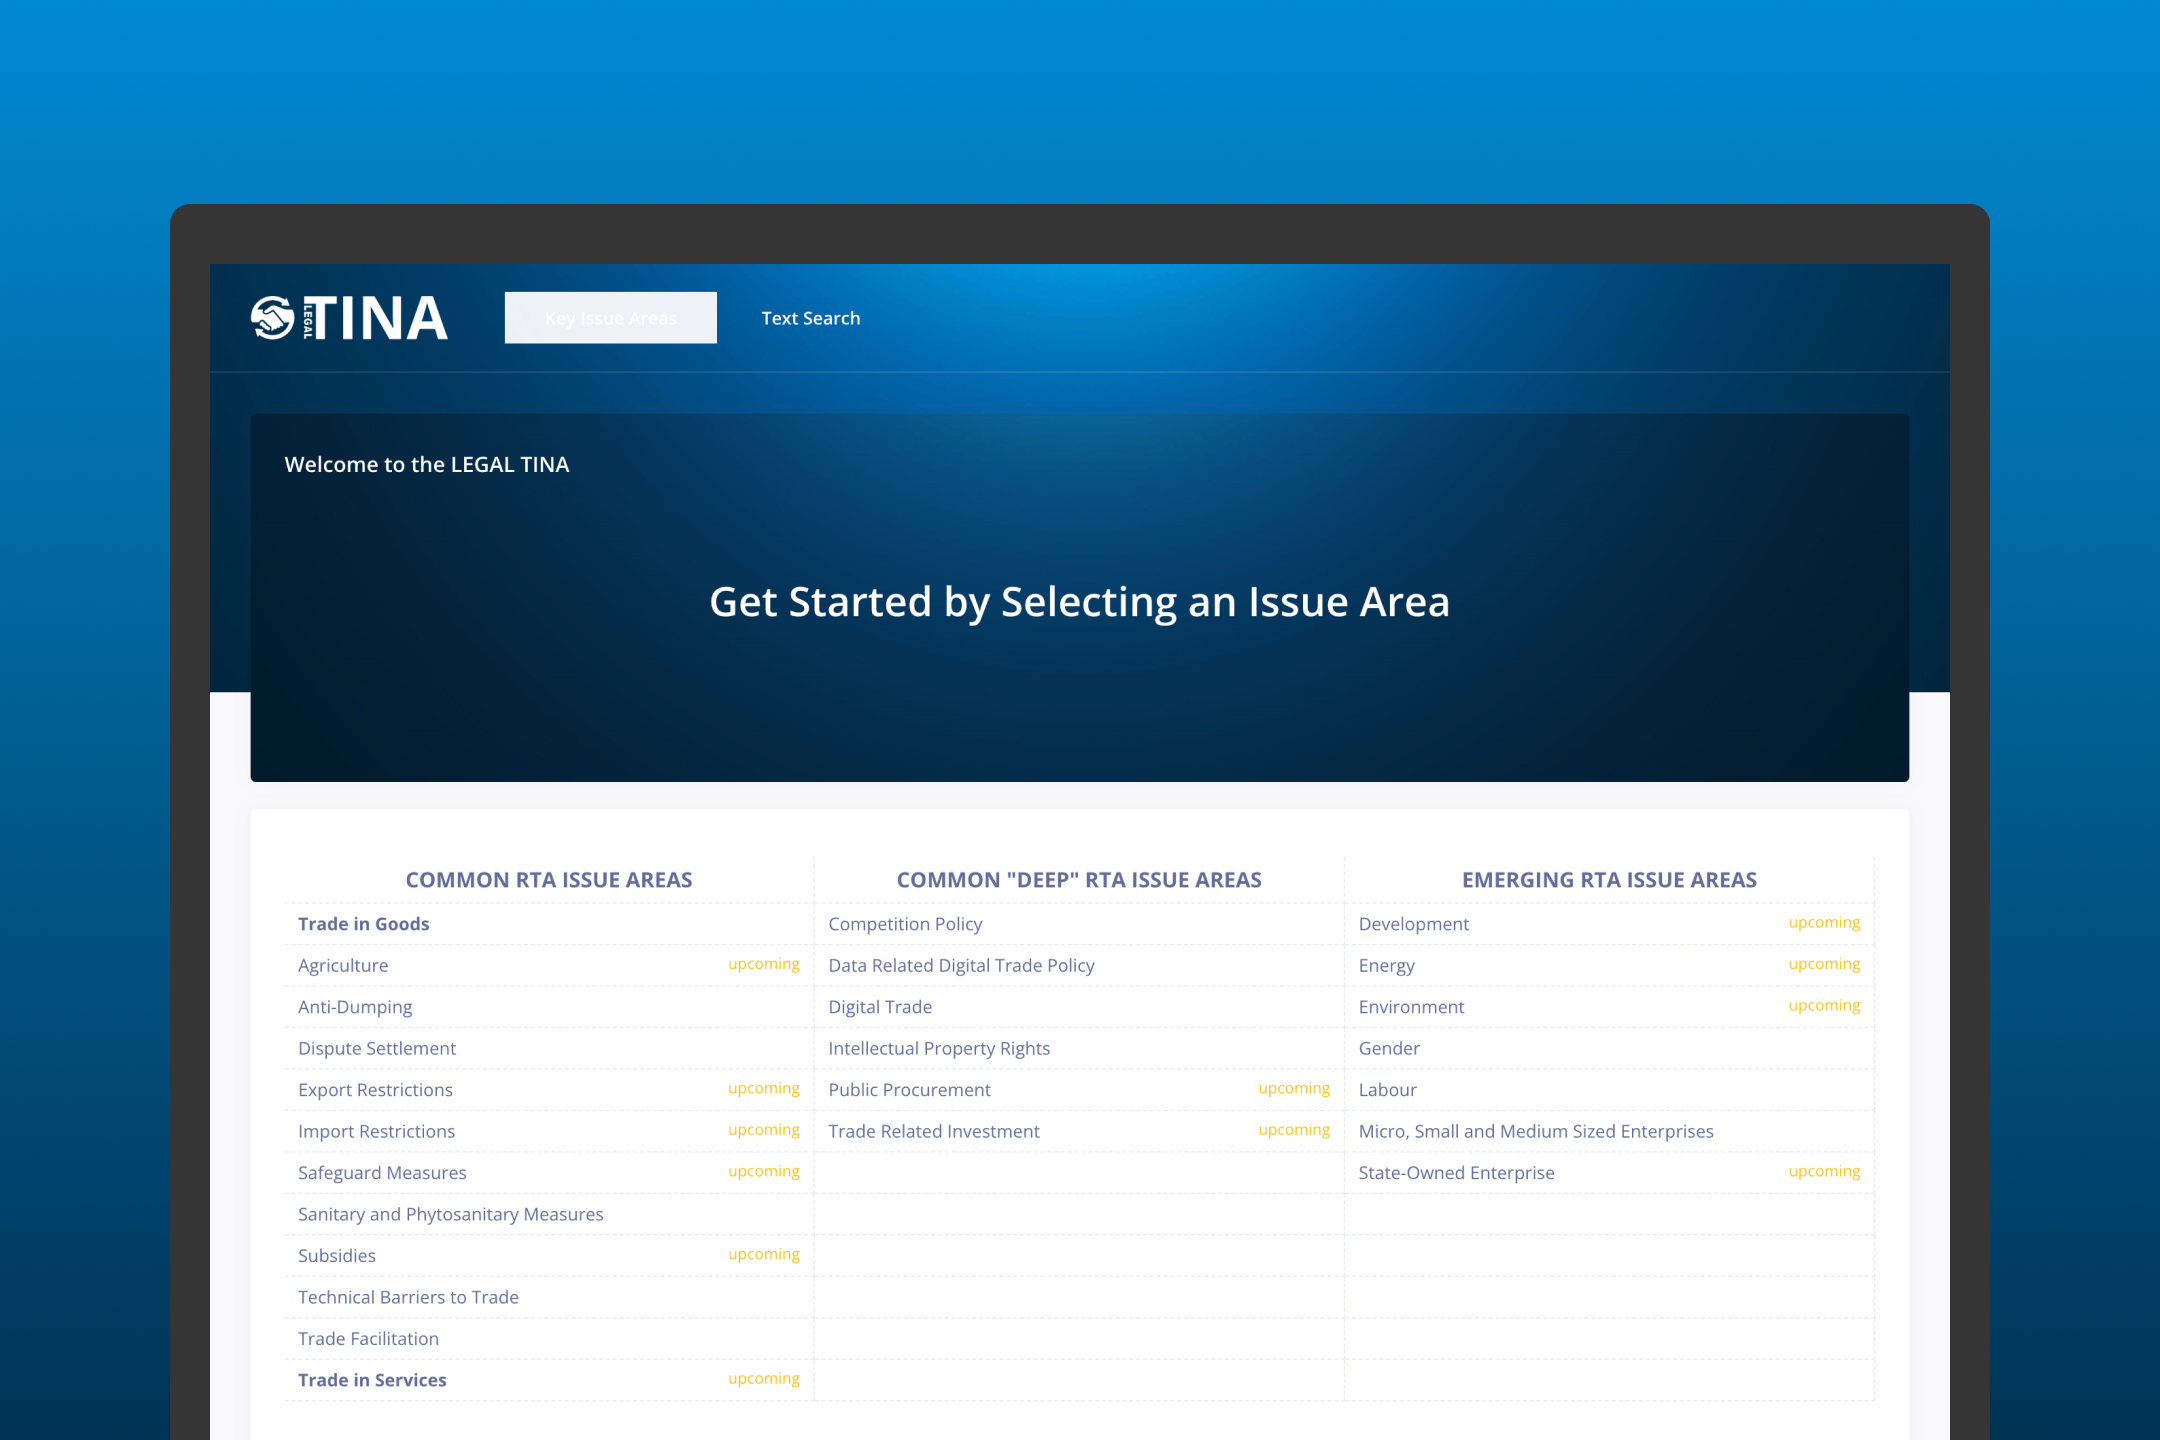 LEGAL TINA
Key Issue Areas
Text Search
Welcome to the LEGAL TINA
Get Started by Selecting an Issue Area
COMMON RTA ISSUE AREAS
Trade in Goods
Agriculture upcoming
Anti-Dumping
Dispute Settlement
Export Restrictions upcoming
Import Restrictions upcoming
Safeguard Measures upcoming
Sanitary and Phytosanitary Measures
Subsidies upcoming
Technical Barriers to Trade
Trade Facilitation
Trade in Services upcoming
COMMON "DEEP" RTA ISSUE AREAS
Competition Policy
Data Related Digital Trade Policy
Digital Trade
Intellectual Property Rights
Public Procurement upcoming
Trade Related Investment upcoming
EMERGING RTA ISSUE AREAS
Development upcoming
Energy upcoming
Environment upcoming
Gender
Labour
Micro, Small and Medium Sized Enterprises
State-Owned Enterprise upcoming